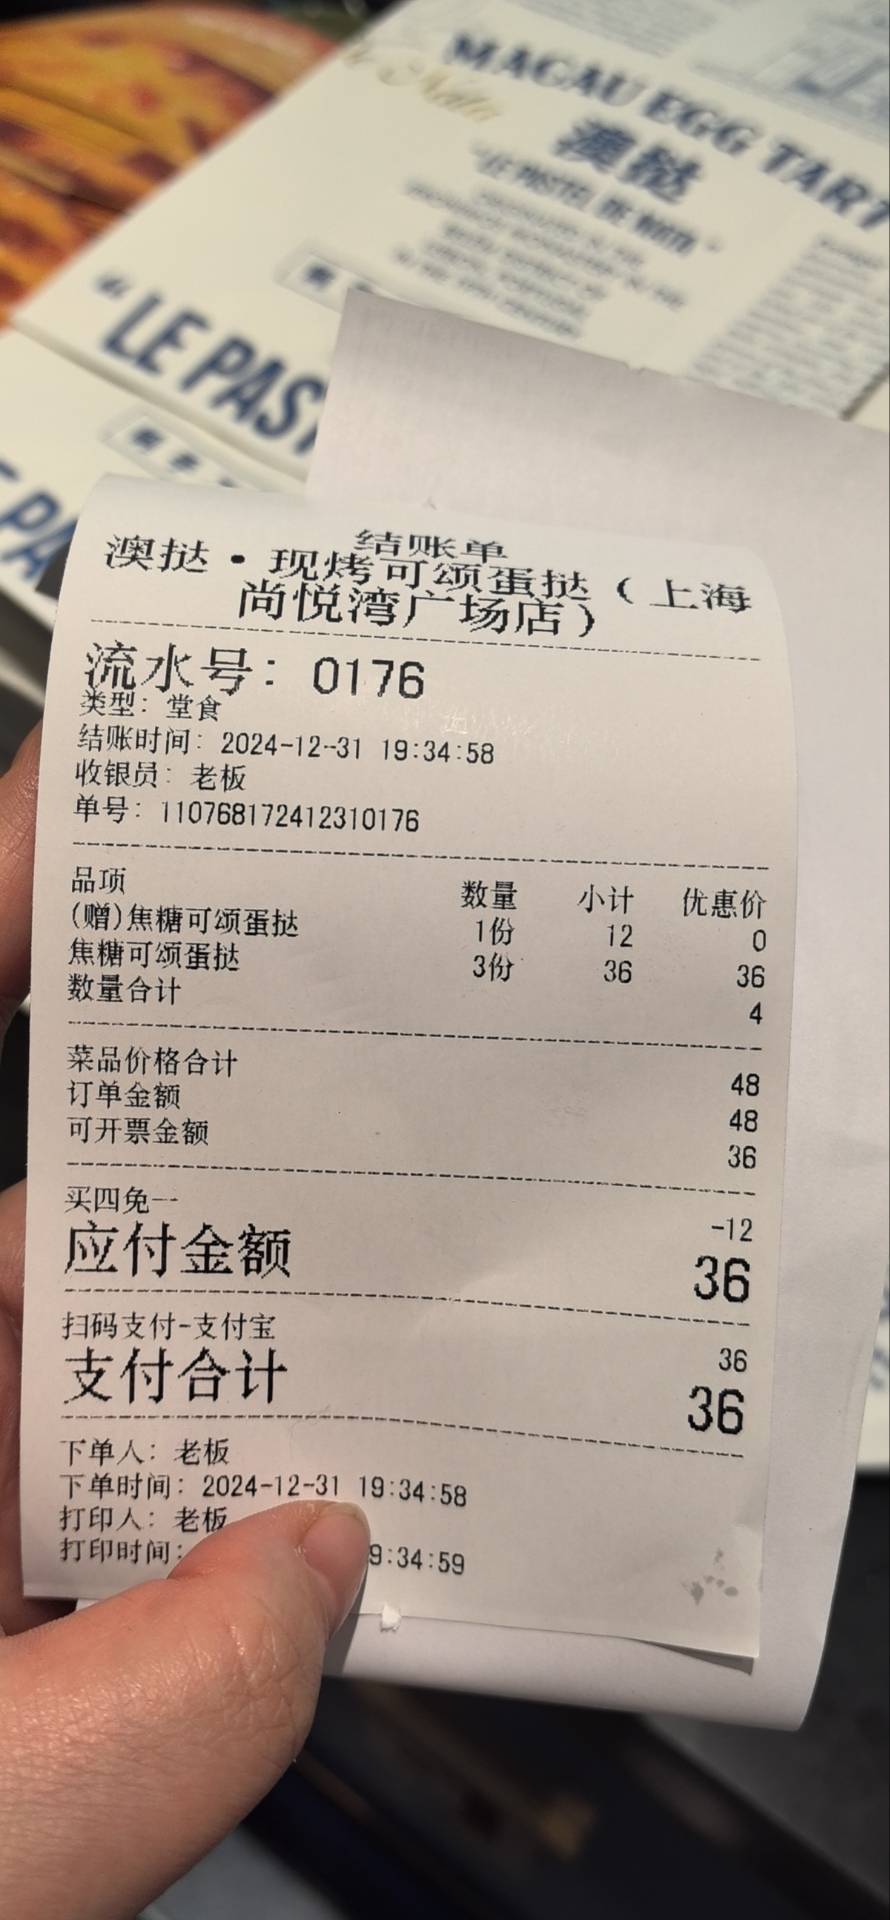 MACAU EGG TART
澳挞
"LE PASTEL DE NATA"
"LE PAS
E PA
结账单
澳挞·现烤可颂蛋挞(上海
尚悦湾广场店)
流水号: 0176
类型: 堂食
结账时间: 2024-12-31 19:34:58
收银员: 老板
单号: 110768172412310176
品项 数量 小计 优惠价
(赠)焦糖可颂蛋挞 1份 12 0
焦糖可颂蛋挞 3份 36 36
数量合计 4
菜品价格合计 48
订单金额 48
可开票金额 36
买四免一 -12
应付金额 36
扫码支付-支付宝 36
支付合计 36
下单人: 老板
下单时间: 2024-12-31 19:34:58
打印人: 老板
打印时间: 9:34:59